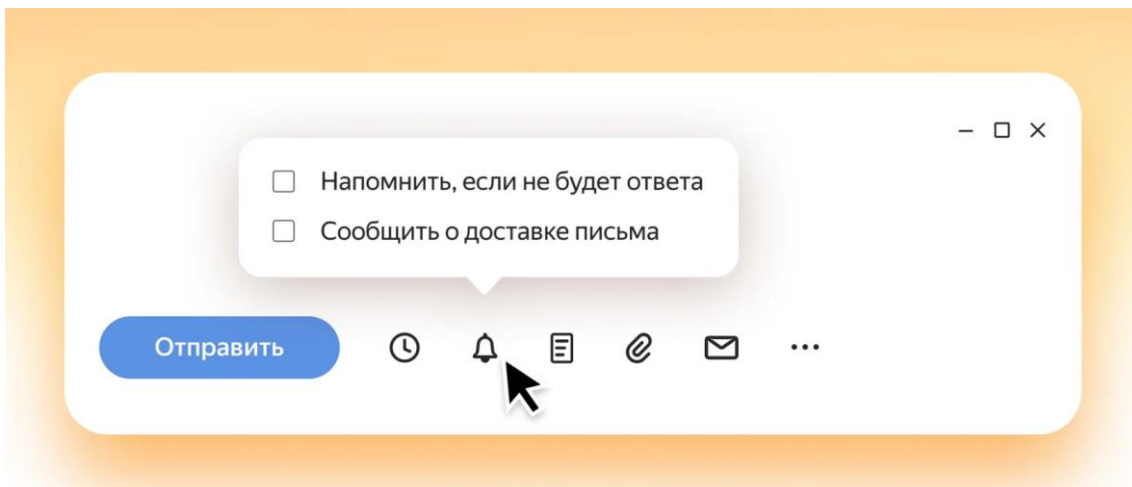 Напомнить, если не будет ответа
Сообщить о доставке письма
Отправить